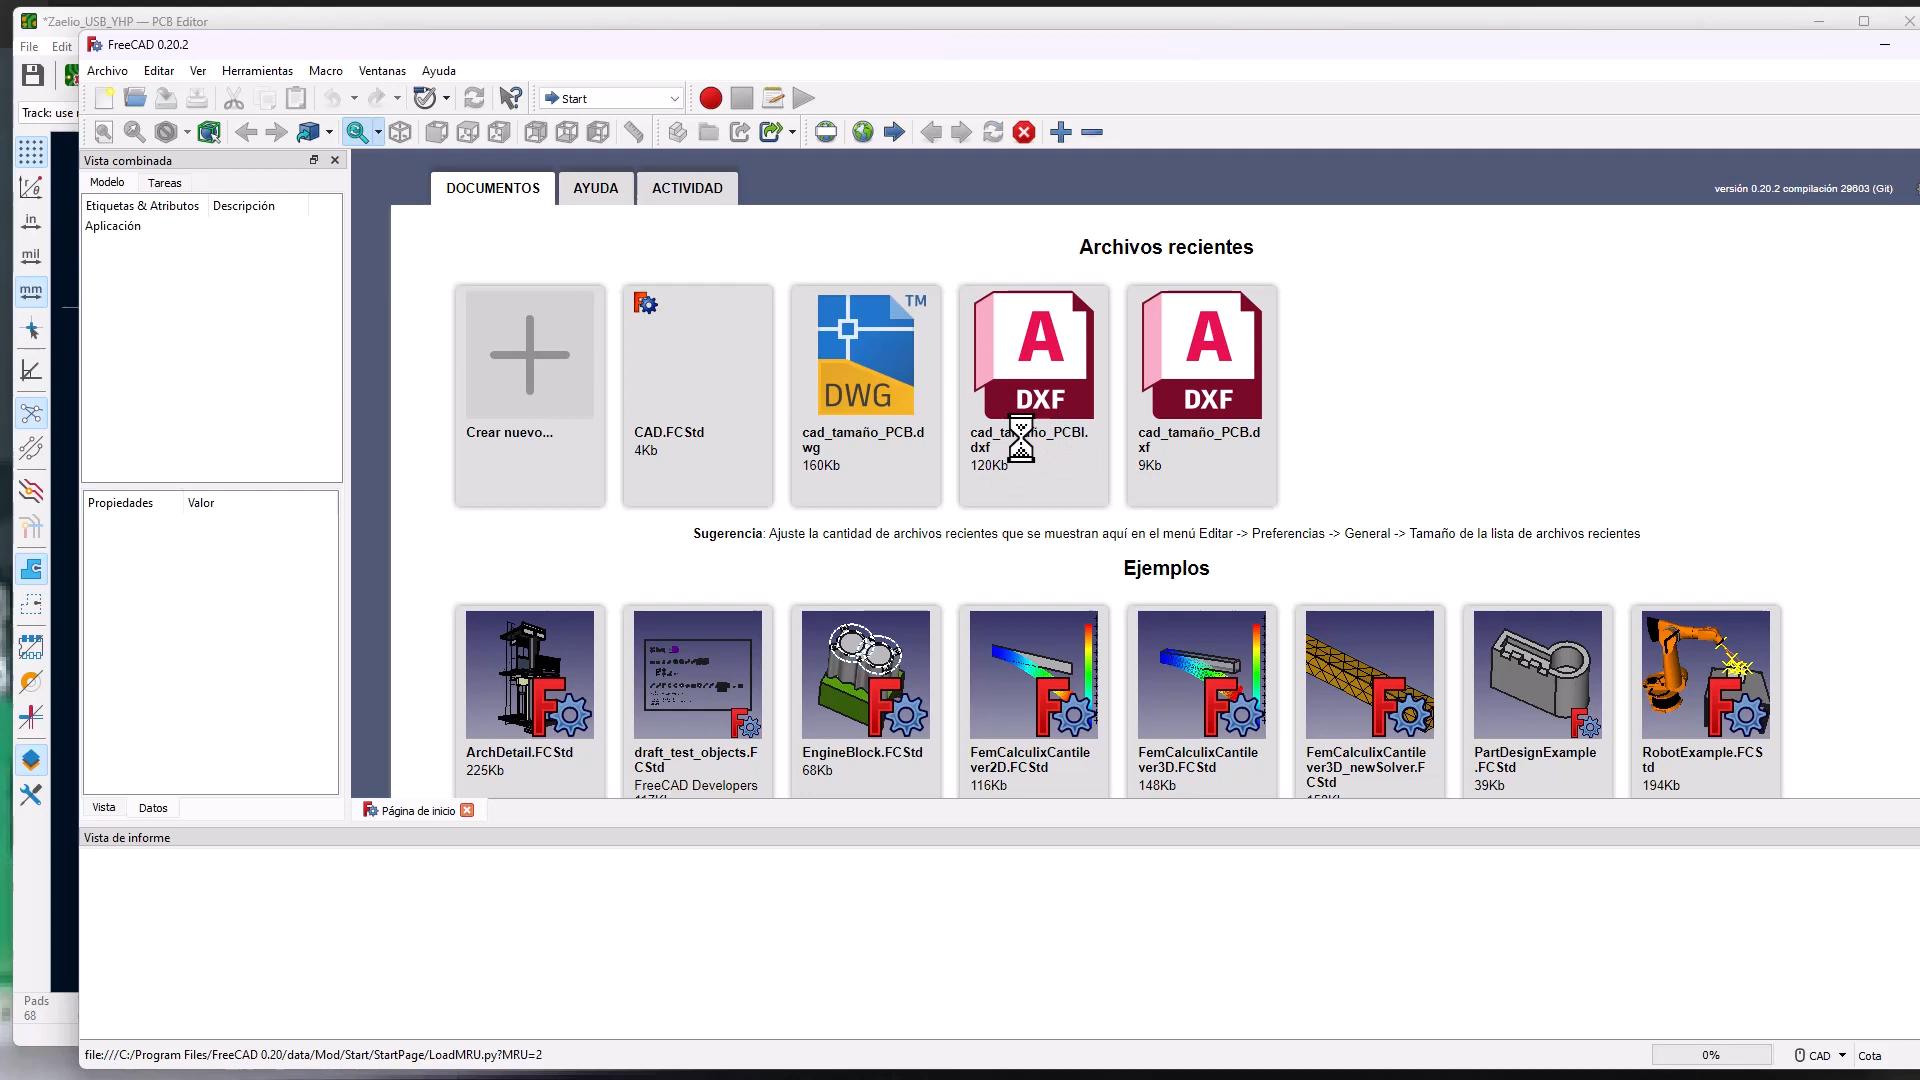 *Zaelio_USB_YHP — PCB Editor
File Edit
FreeCAD 0.20.2
Archivo Editar Ver Herramientas Macro Ventanas Ayuda
Start
Track: use
Vista combinada
Modelo Tareas
Etiquetas & Atributos Descripción
Aplicación
in
mil
mm
Propiedades Valor
Vista Datos
Pads
68
DOCUMENTOS AYUDA ACTIVIDAD
versión 0.20.2 compilación 29603 (Git)
Archivos recientes
Crear nuevo...
CAD.FCStd
4Kb
TM
DWG
cad_tamaño_PCB.d
wg
160Kb
A
DXF
cad_tamaño_PCBI.
dxf
120Kb
A
DXF
cad_tamaño_PCB.d
xf
9Kb
Sugerencia: Ajuste la cantidad de archivos recientes que se muestran aquí en el menú Editar -> Preferencias -> General -> Tamaño de la lista de archivos recientes
Ejemplos
ArchDetail.FCStd
225Kb
draft_test_objects.F
CStd
FreeCAD Developers
EngineBlock.FCStd
68Kb
FemCalculixCantile
ver2D.FCStd
116Kb
FemCalculixCantile
ver3D.FCStd
148Kb
FemCalculixCantile
ver3D_newSolver.F
CStd
PartDesignExample
.FCStd
39Kb
RobotExample.FCS
td
194Kb
Página de inicio
Vista de informe
file:///C:/Program Files/FreeCAD 0.20/data/Mod/Start/StartPage/LoadMRU.py?MRU=2
0%
CAD
Cota